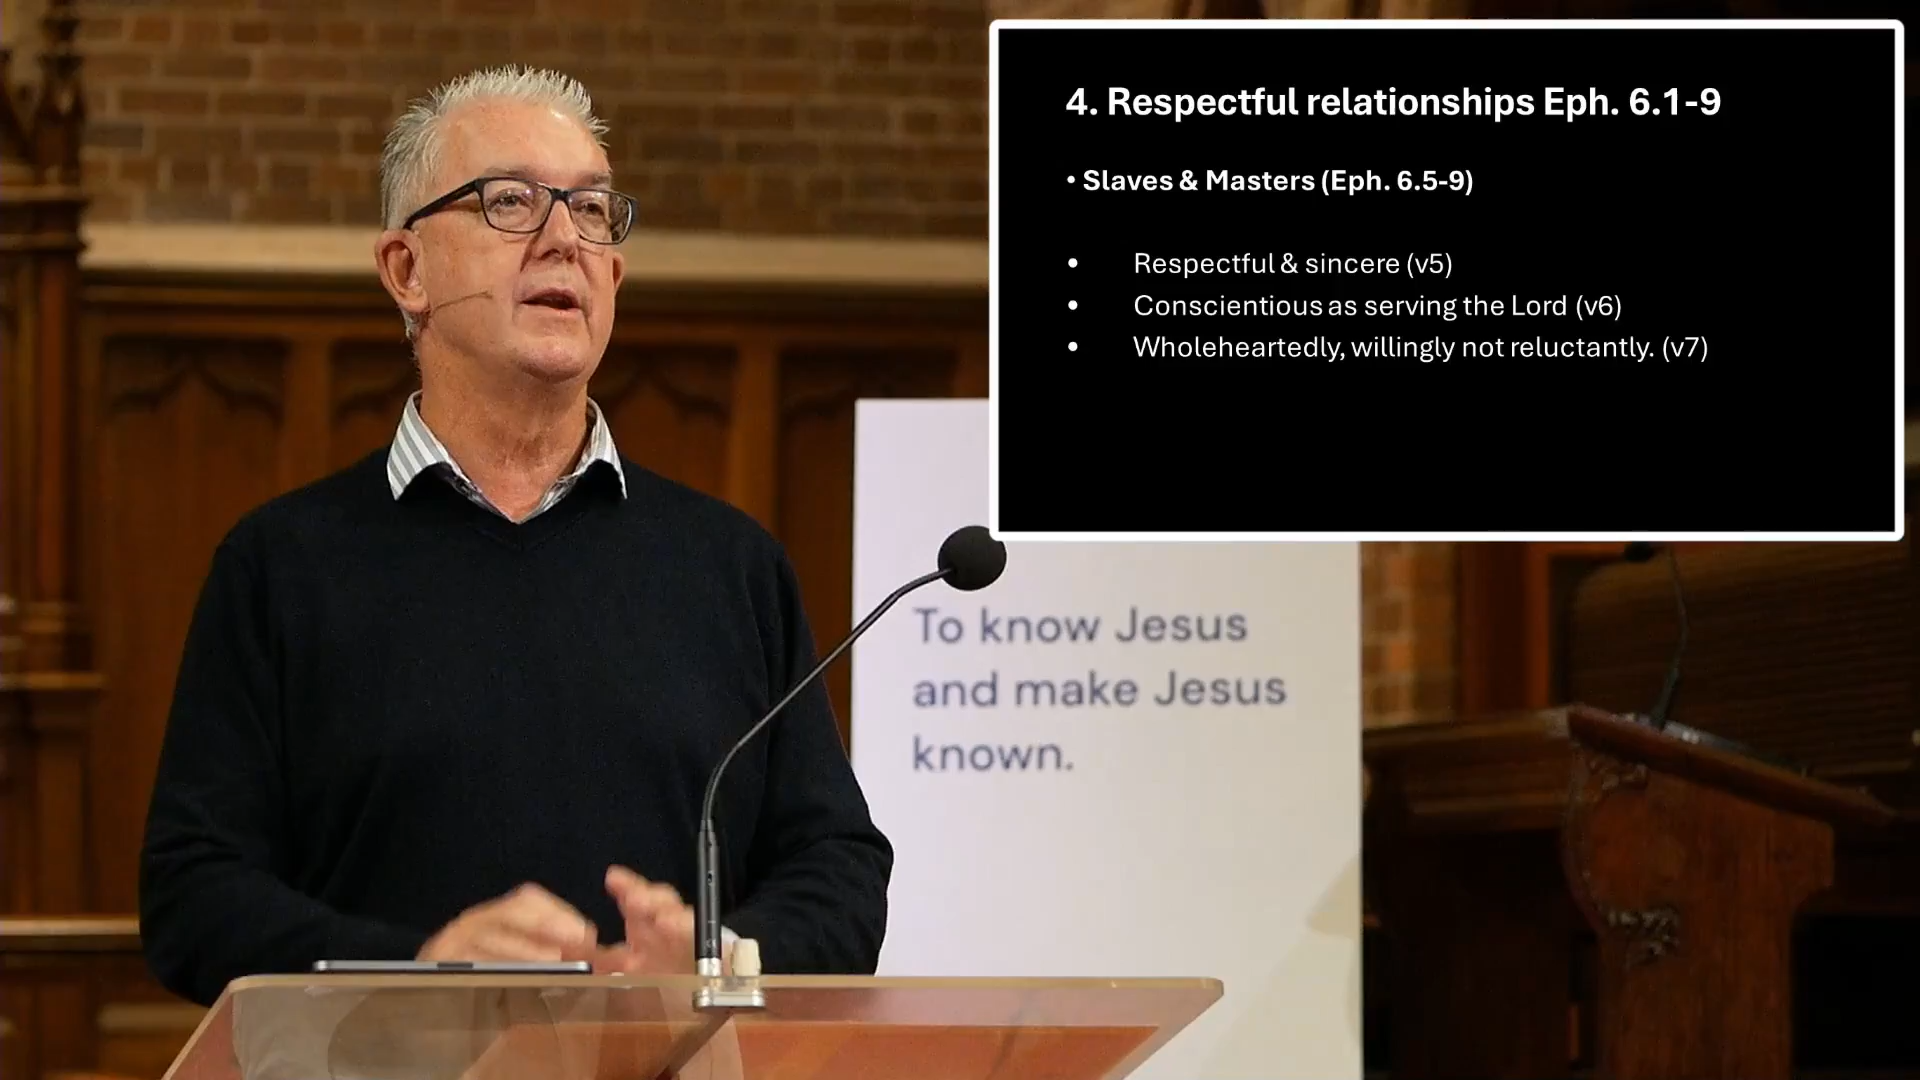 4. Respectful relationships Eph. 6.1-9
• Slaves & Masters (Eph. 6.5-9)
• Respectful & sincere (v5)
• Conscientious as serving the Lord (v6)
• Wholeheartedly, willingly not reluctantly. (v7)
To know Jesus
and make Jesus
known.